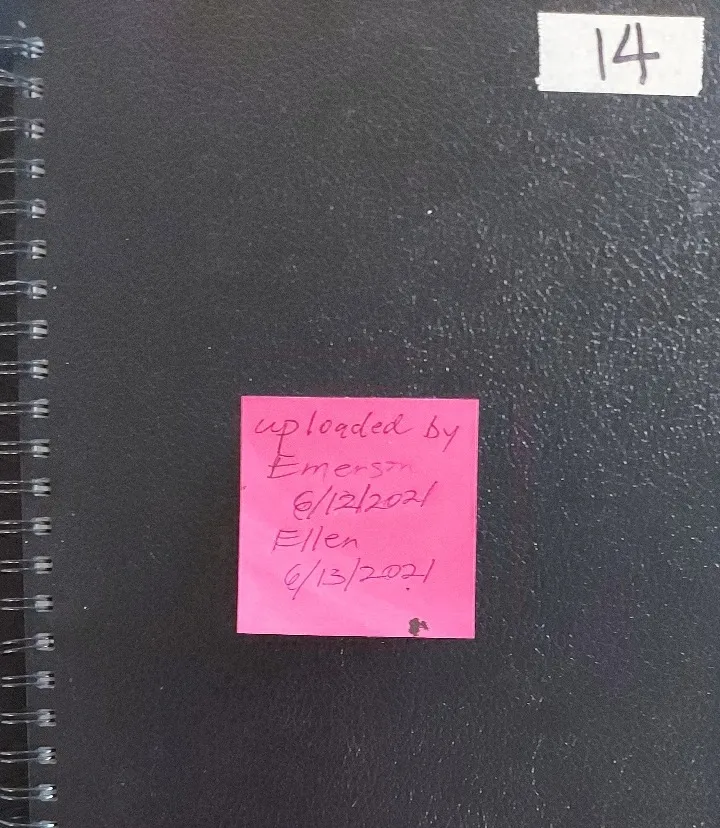 14
uploaded by
Emerson
6/12/2021
Ellen
6/13/2021